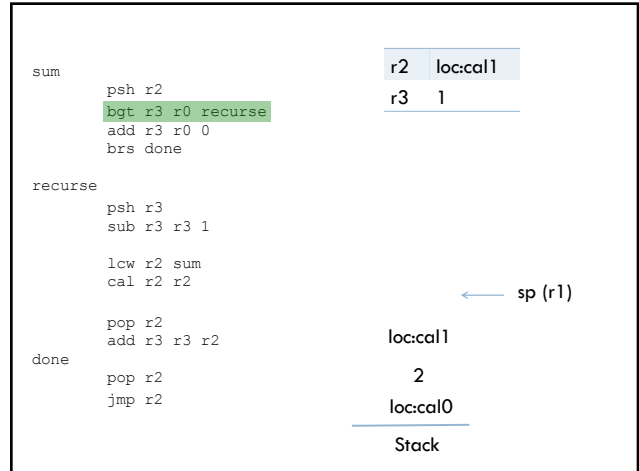 sum
psh r2
bgt r3 r0 recurse
add r3 r0 0
brs done
recurse
psh r3
sub r3 r3 1
lcw r2 sum
cal r2 r2
pop r2
add r3 r3 r2
done
pop r2
jmp r2
r2 loc:cal1
r3 1
sp (r1)
loc:cal1
2
loc:cal0
Stack